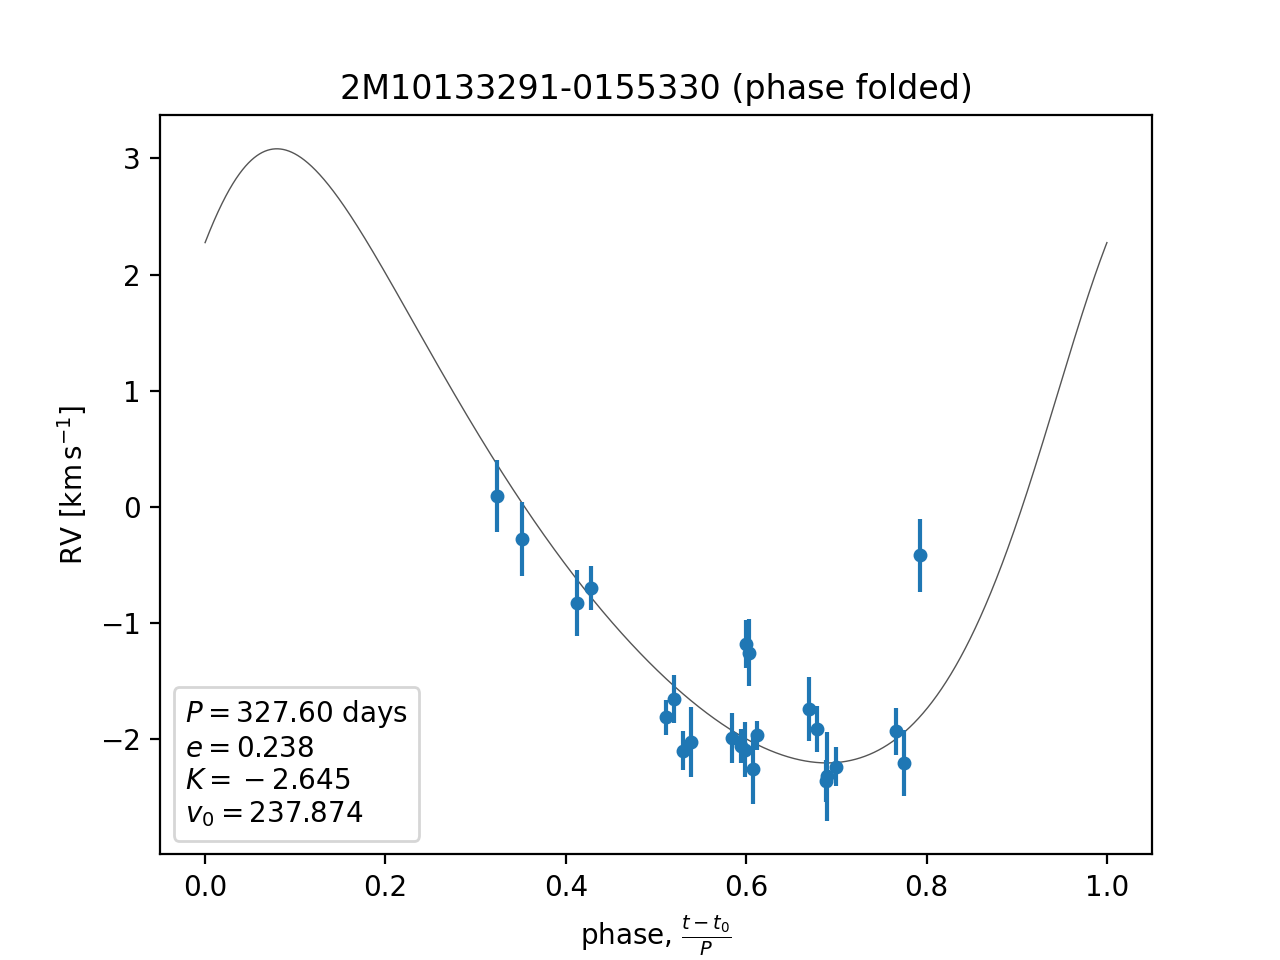 2M10133291-0155330 (phase folded)
RV [km s⁻¹]
3
2
1
0
−1
−2
P = 327.60 days
e = 0.238
K = −2.645
v₀ = 237.874
0.0 0.2 0.4 0.6 0.8 1.0
phase, (t − t₀)/P